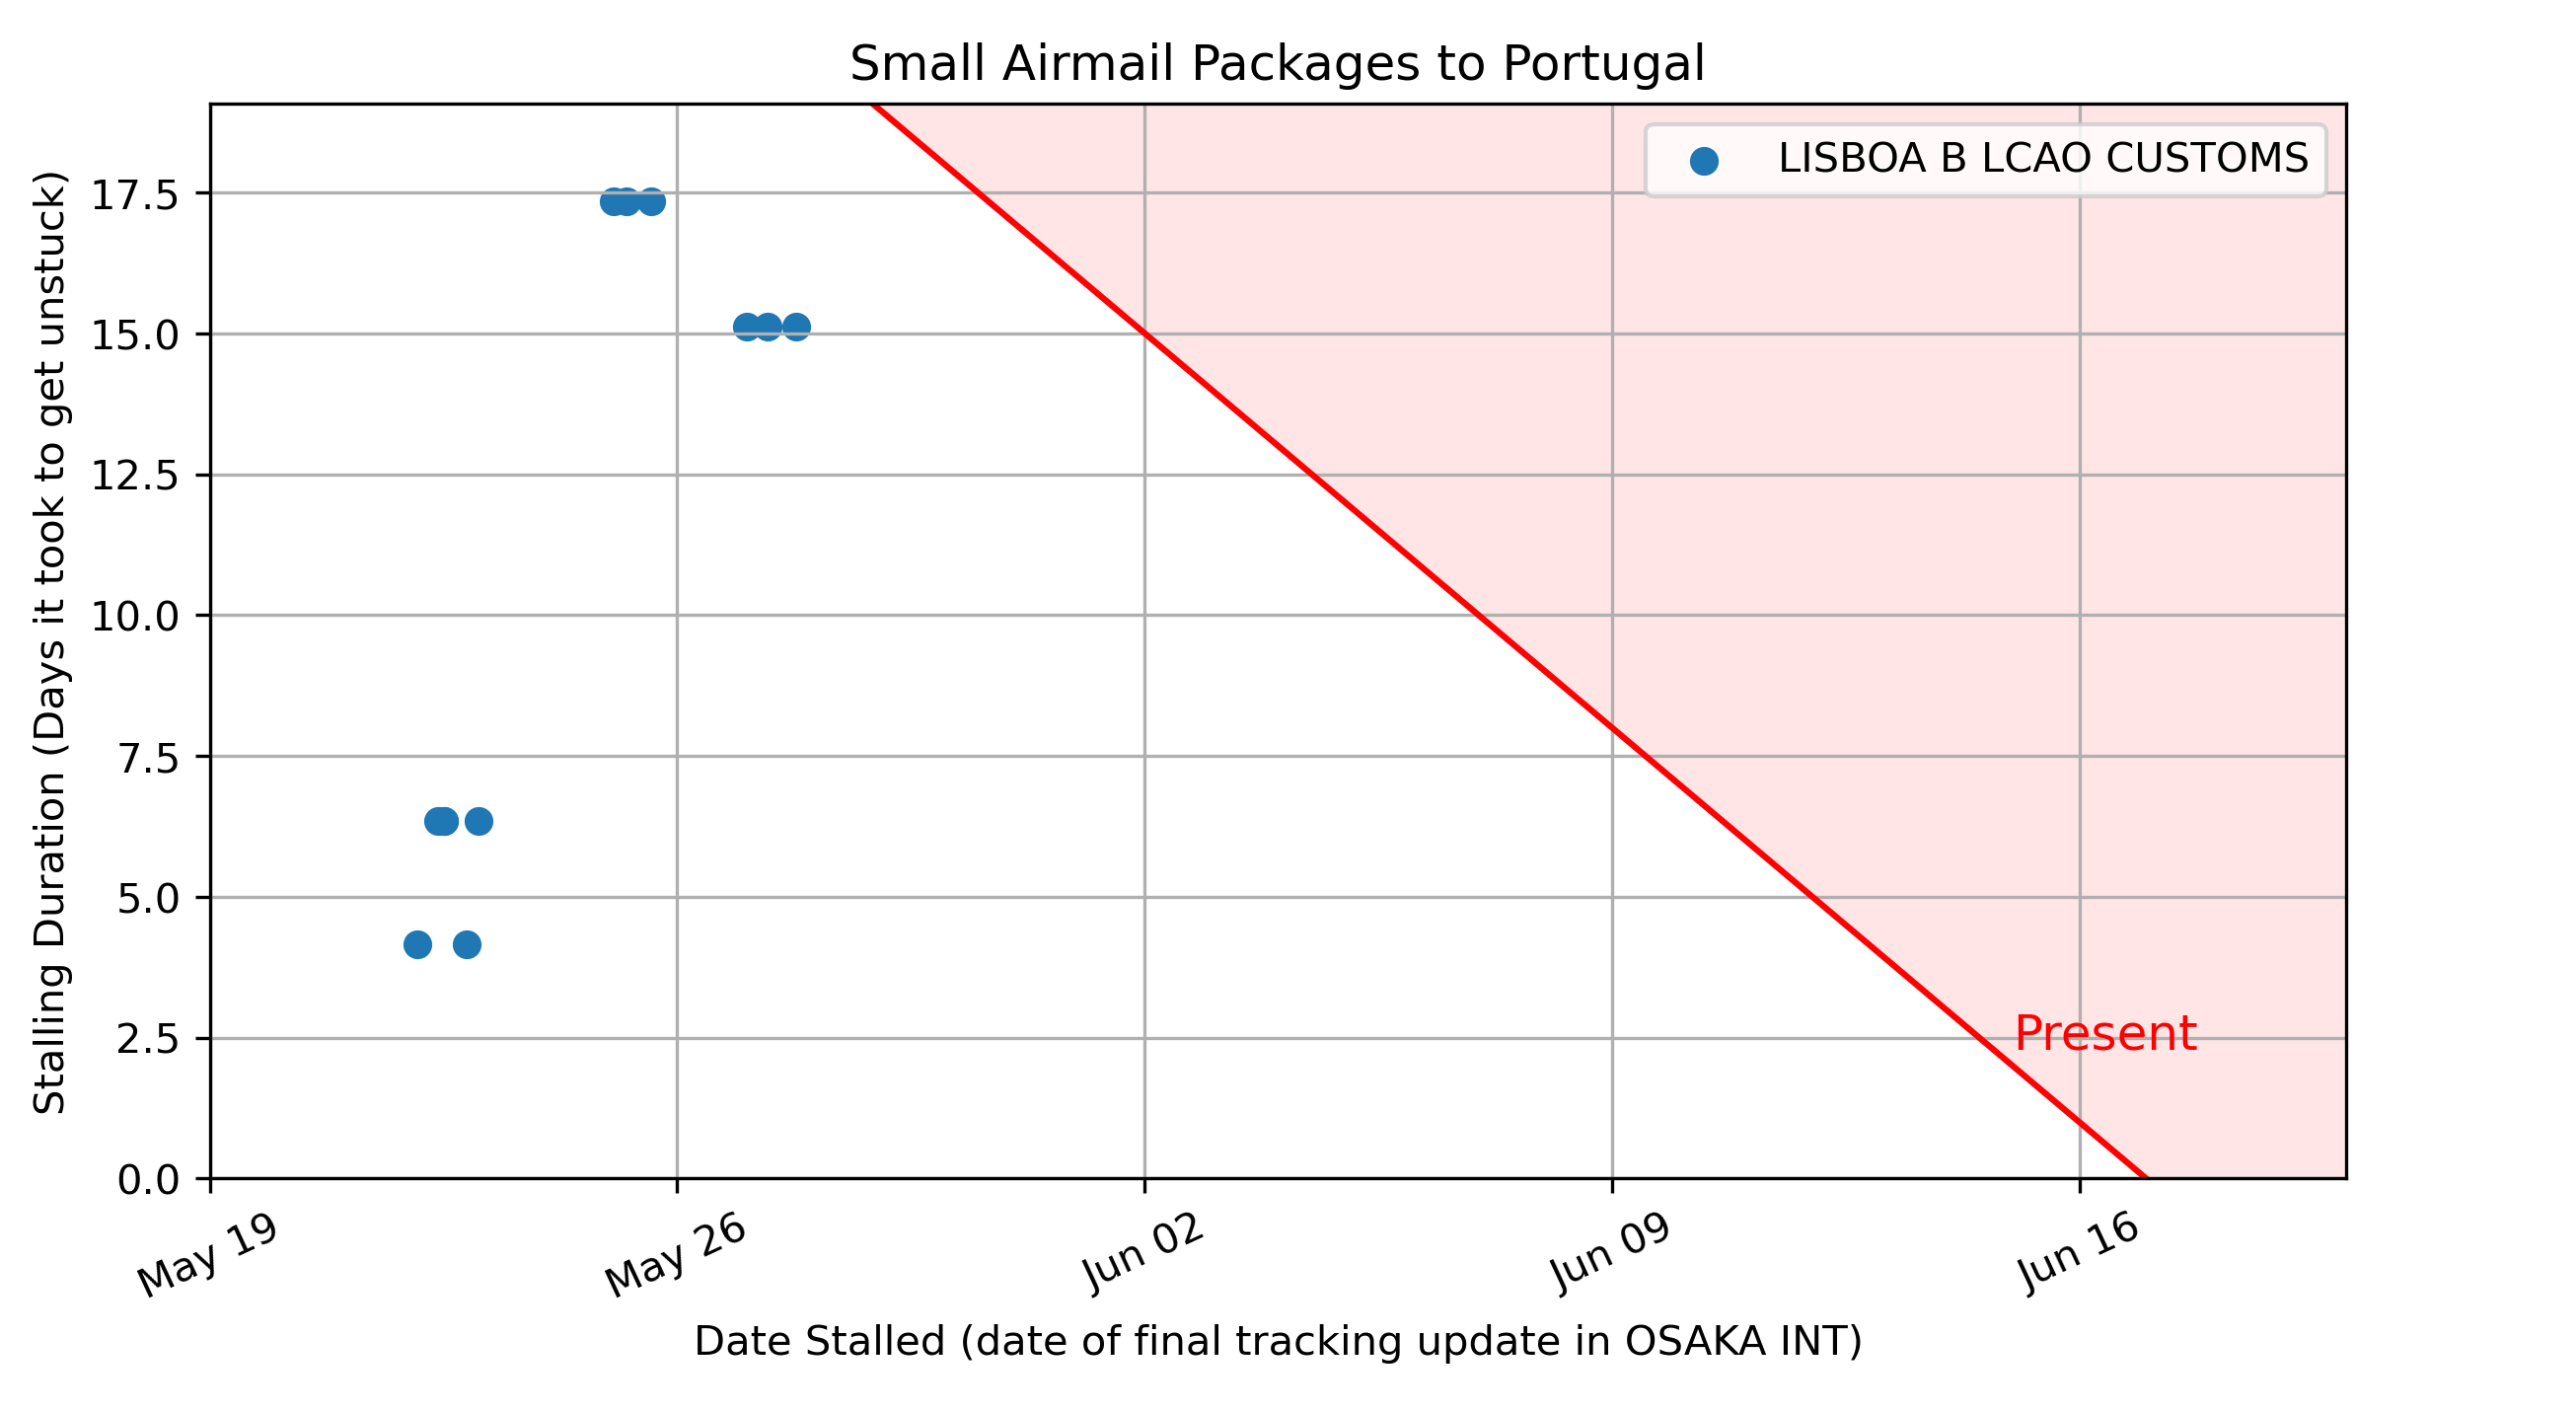 Small Airmail Packages to Portugal
LISBOA B LCAO CUSTOMS
Stalling Duration (Days it took to get unstuck)
17.5
15.0
12.5
10.0
7.5
5.0
2.5
0.0
Present
May 19
May 26
Jun 02
Jun 09
Jun 16
Date Stalled (date of final tracking update in OSAKA INT)